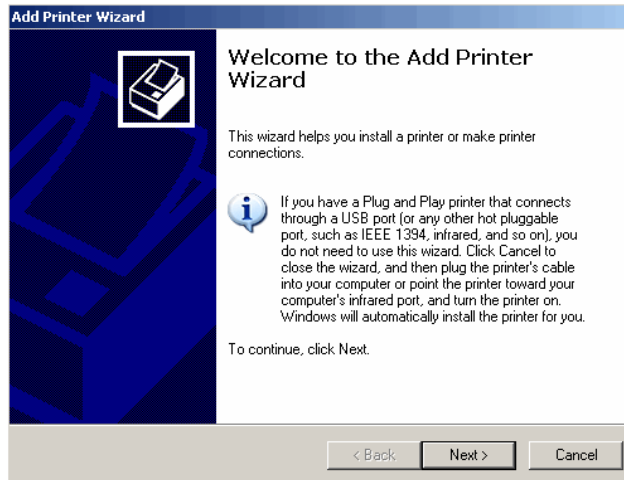 Add Printer Wizard
Welcome to the Add Printer
Wizard
This wizard helps you install a printer or make printer
connections.
If you have a Plug and Play printer that connects
through a USB port (or any other hot pluggable
port, such as IEEE 1394, infrared, and so on), you
do not need to use this wizard. Click Cancel to
close the wizard, and then plug the printer's cable
into your computer or point the printer toward your
computer's infrared port, and turn the printer on.
Windows will automatically install the printer for you.
To continue, click Next.
< Back Next > Cancel